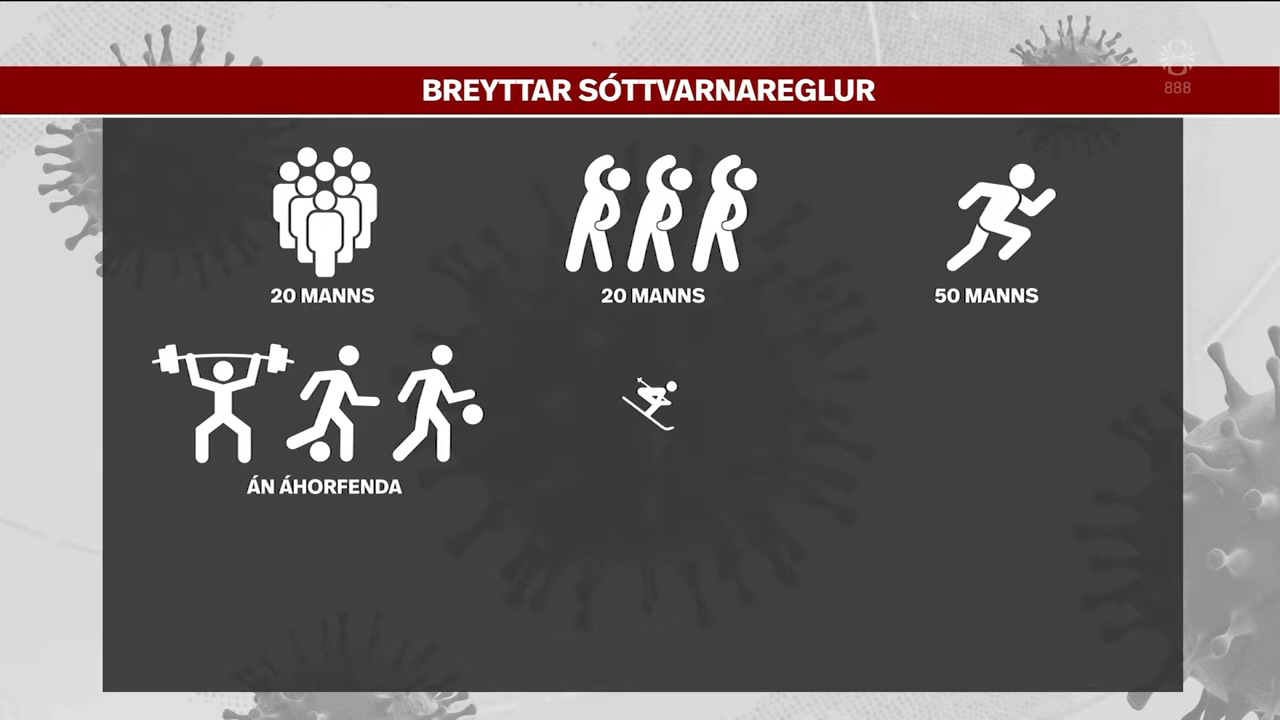 BREYTTAR SÓTTVARNAREGLUR
888
20 MANNS
20 MANNS
50 MANNS
ÁN ÁHORFENDA